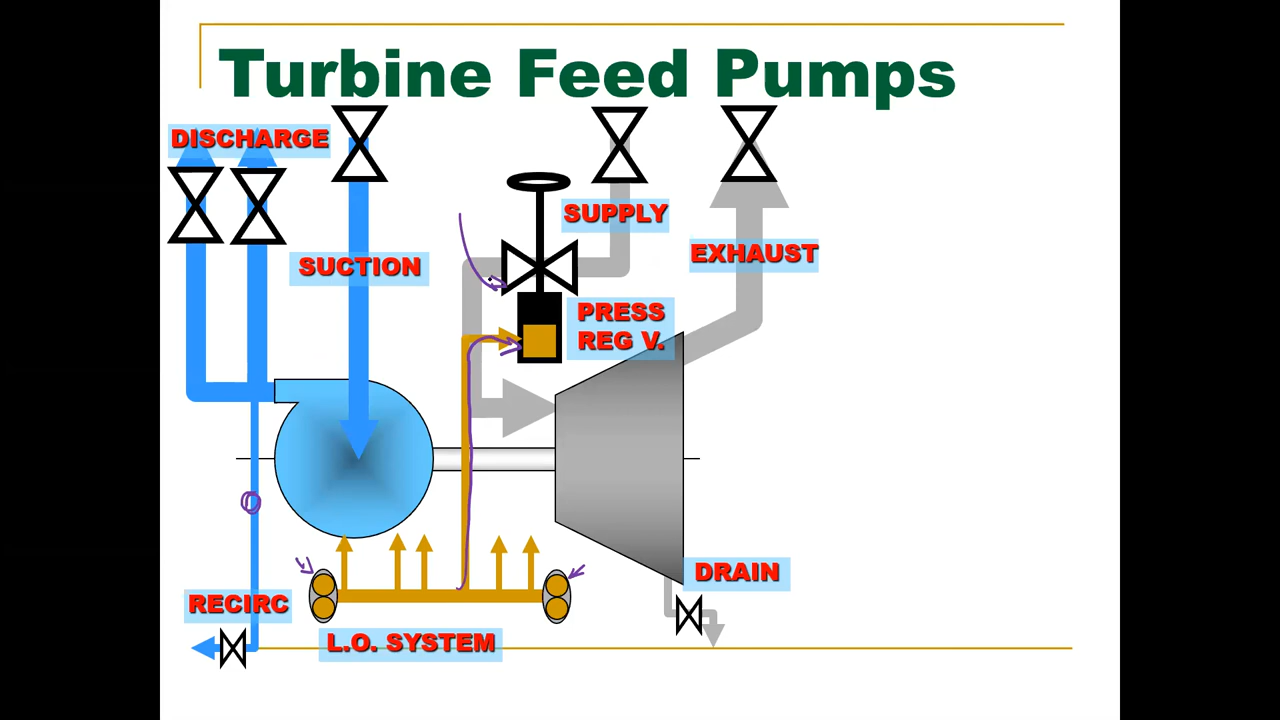 Turbine Feed Pumps
DISCHARGE
SUPPLY
SUCTION
EXHAUST
PRESS
REG V.
DRAIN
RECIRC
L.O. SYSTEM